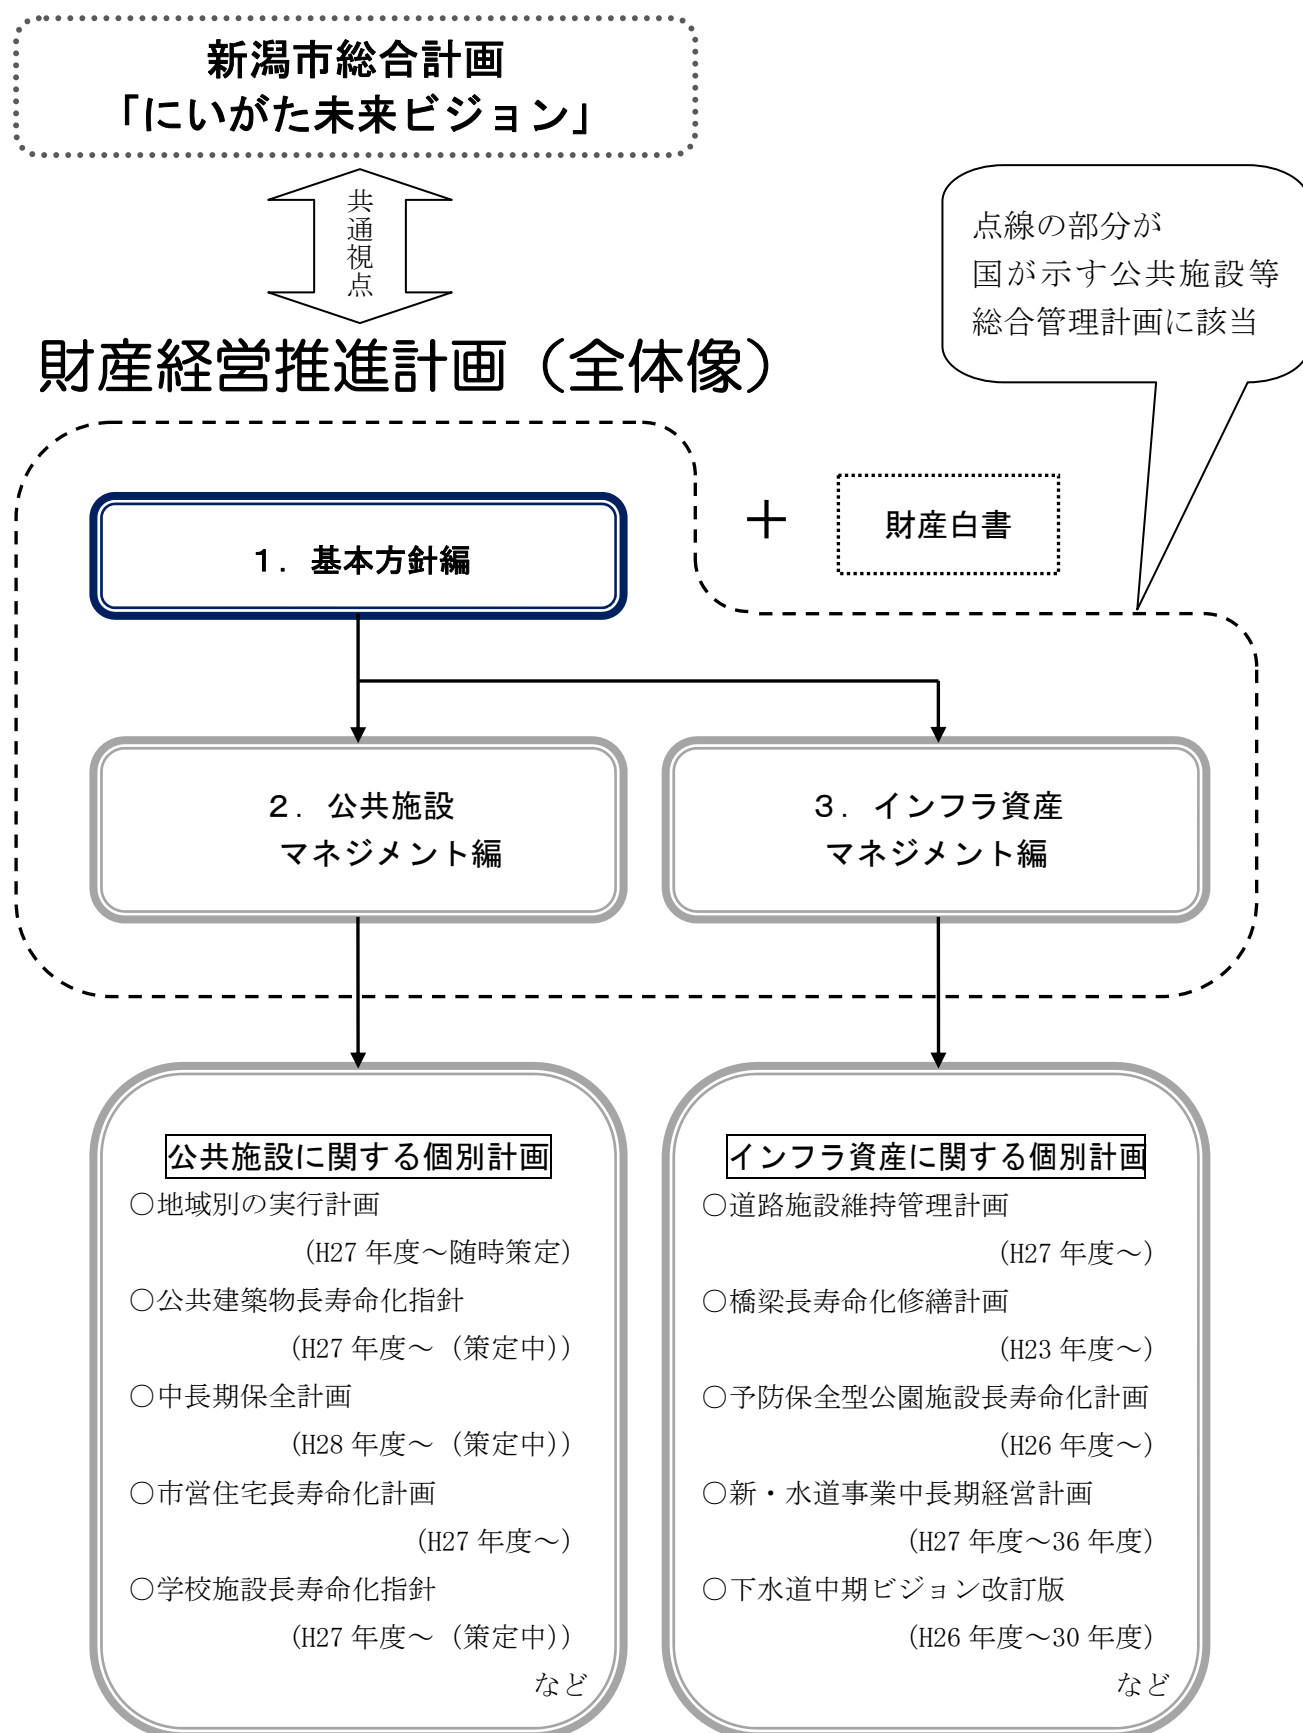 新潟市総合計画
「にいがた未来ビジョン」
共通視点
点線の部分が
国が示す公共施設等
総合管理計画に該当
財産経営推進計画（全体像）
１．基本方針編
＋
財産白書
２．公共施設
マネジメント編
３．インフラ資産
マネジメント編
公共施設に関する個別計画
○地域別の実行計画
（H27 年度～随時策定）
○公共建築物長寿命化指針
（H27 年度～（策定中））
○中長期保全計画
（H28 年度～（策定中））
○市営住宅長寿命化計画
（H27 年度～）
○学校施設長寿命化指針
（H27 年度～（策定中））
など
インフラ資産に関する個別計画
○道路施設維持管理計画
（H27 年度～）
○橋梁長寿命化修繕計画
（H23 年度～）
○予防保全型公園施設長寿命化計画
（H26 年度～）
○新・水道事業中長期経営計画
（H27 年度～36 年度）
○下水道中期ビジョン改訂版
（H26 年度～30 年度）
など